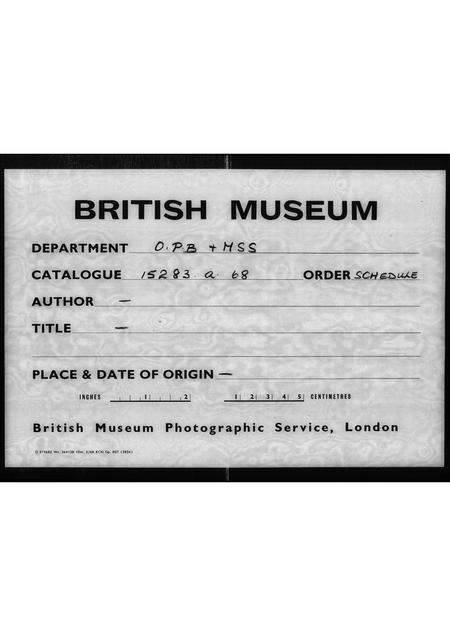 BRITISH MUSEUM
DEPARTMENT O.PB + MSS
CATALOGUE 15283 a 68 ORDER SCHEDULE
AUTHOR —
TITLE —
PLACE & DATE OF ORIGIN —
INCHES 1 2 1 2 3 4 5 CENTIMETRES
British Museum Photographic Service, London